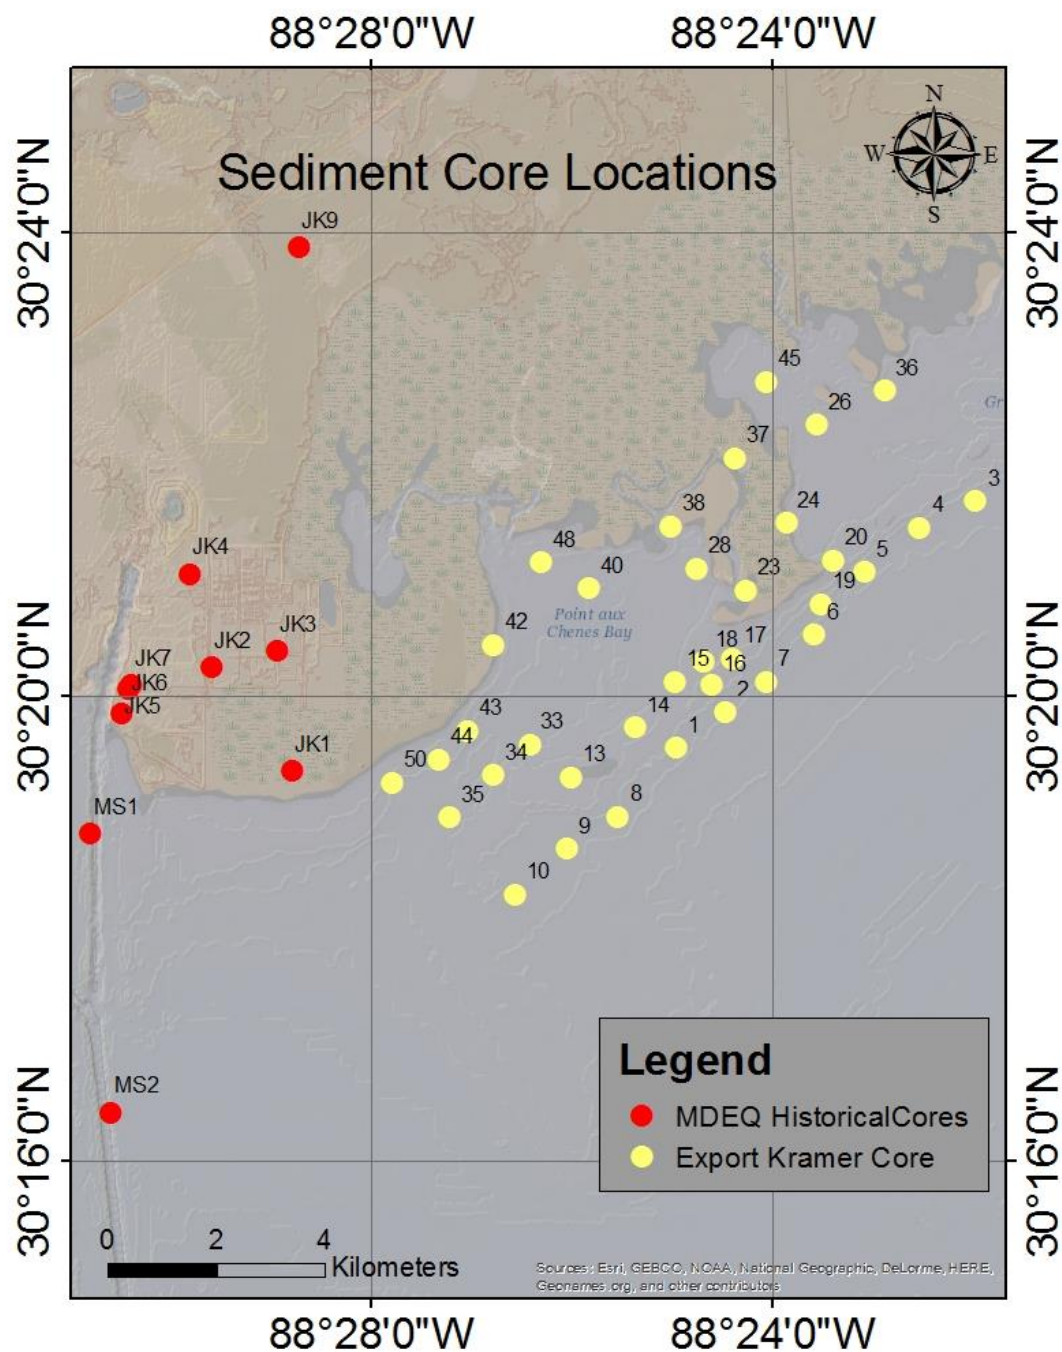 88°28'0"W
88°24'0"W
N
W
E
S
Sediment Core Locations
30°24'0"N
30°24'0"N
JK9
45
36
26
Gr
37
3
4
38
24
48
28
20
5
JK4
40
23
19
Point aux
Chenes Bay
6
42
JK3
JK2
18
17
JK7
15
16
7
JK6
2
30°20'0"N
30°20'0"N
JK5
14
43
33
1
44
34
13
50
JK1
35
8
MS1
9
10
Legend
MS2
MDEQ HistoricalCores
Export Kramer Core
30°16'0"N
30°16'0"N
0
2
4
Kilometers
Sources: Esri, GEBCO, NOAA, National Geographic, DeLorme, HERE,
Geonames.org, and other contributors
88°28'0"W
88°24'0"W